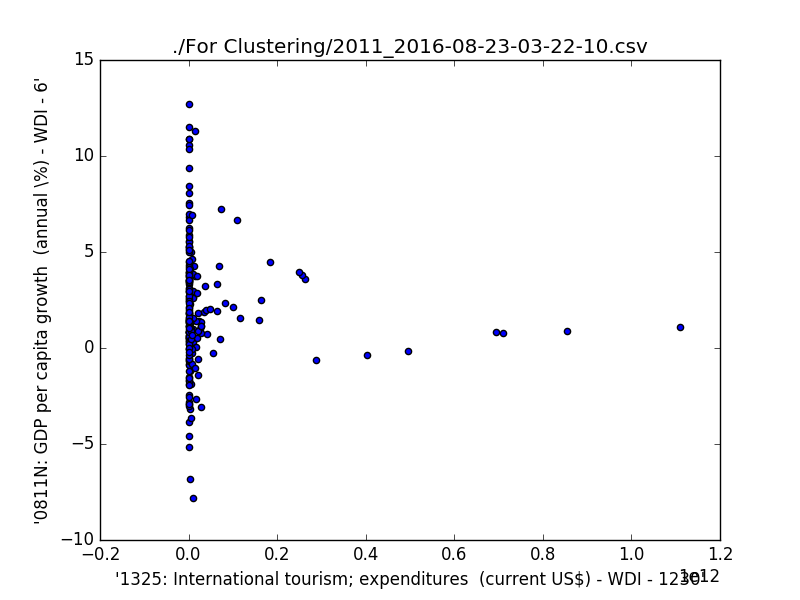 ./For Clustering/2011_2016-08-23-03-22-10.csv
'0811N: GDP per capita growth  (annual \%) - WDI - 6'
15
10
5
0
−5
−10
−0.2 0.0 0.2 0.4 0.6 0.8 1.0 1.2
1e12
'1325: International tourism; expenditures  (current US$) - WDI - 1230'